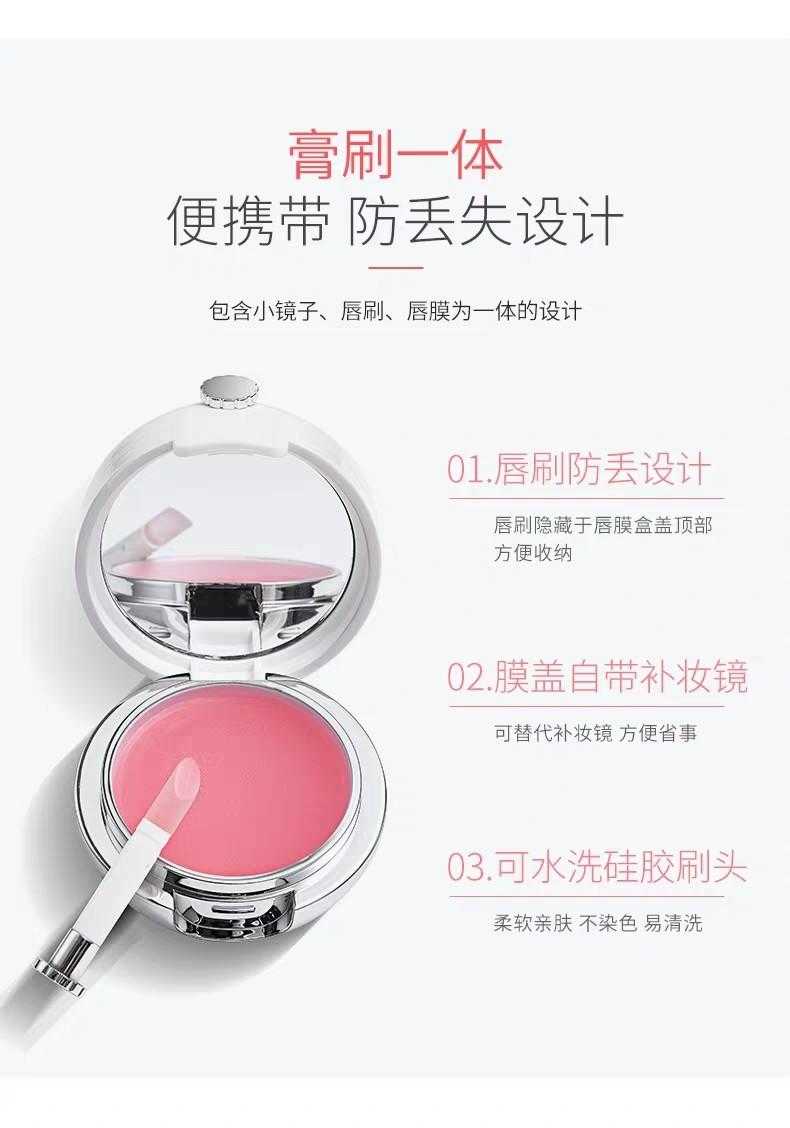 膏刷一体
便携带 防丢失设计
包含小镜子、唇刷、唇膜为一体的设计
01.唇刷防丢设计
唇刷隐藏于唇膜盒盖顶部
方便收纳
02.膜盖自带补妆镜
可替代补妆镜 方便省事
03.可水洗硅胶刷头
柔软亲肤 不染色 易清洗